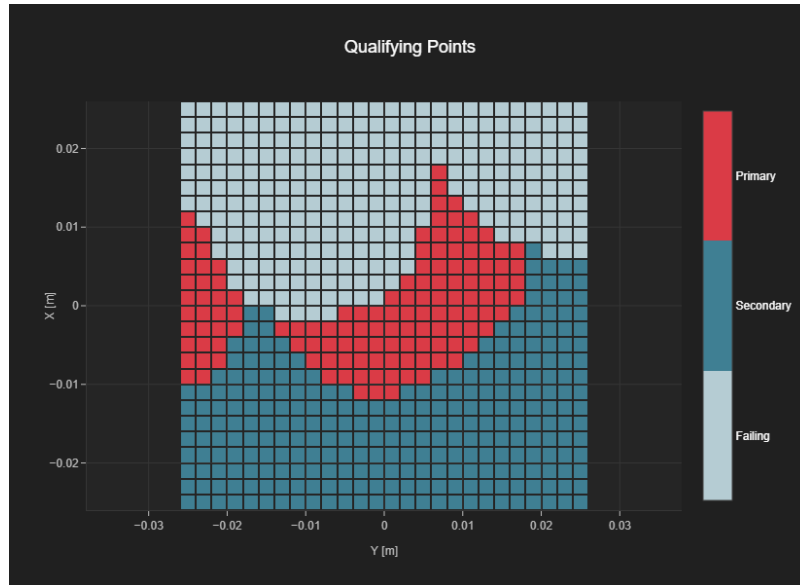 Qualifying Points
0.02
0.01
0
−0.01
−0.02
X [m]
−0.03
−0.02
−0.01
0
0.01
0.02
0.03
Y [m]
Primary
Secondary
Failing